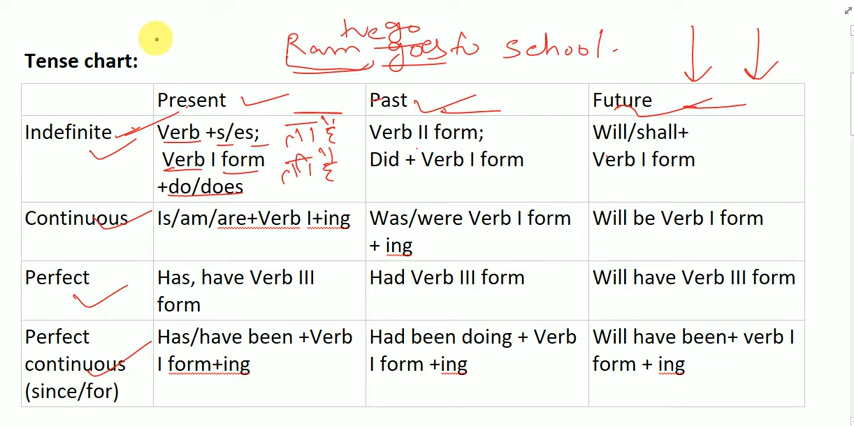 we go
Ram goes to school.
Tense chart:
Present Past Future
Indefinite Verb +s/es; Verb II form; Will/shall+
Verb I form Did + Verb I form Verb I form
+do/does
Continuous Is/am/are+Verb I+ing Was/were Verb I form Will be Verb I form
+ ing
Perfect Has, have Verb III Had Verb III form Will have Verb III form
form
Perfect Has/have been +Verb Had been doing + Verb Will have been+ verb I
continuous I form+ing I form +ing form + ing
(since/for)